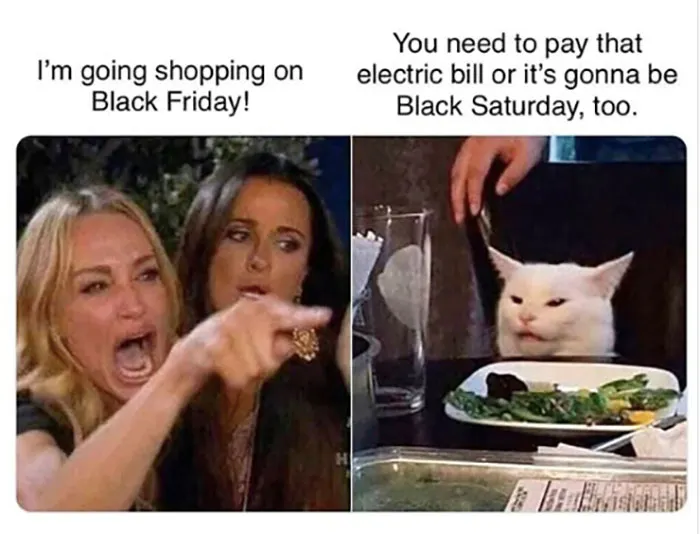 I'm going shopping on
Black Friday!
You need to pay that
electric bill or it's gonna be
Black Saturday, too.